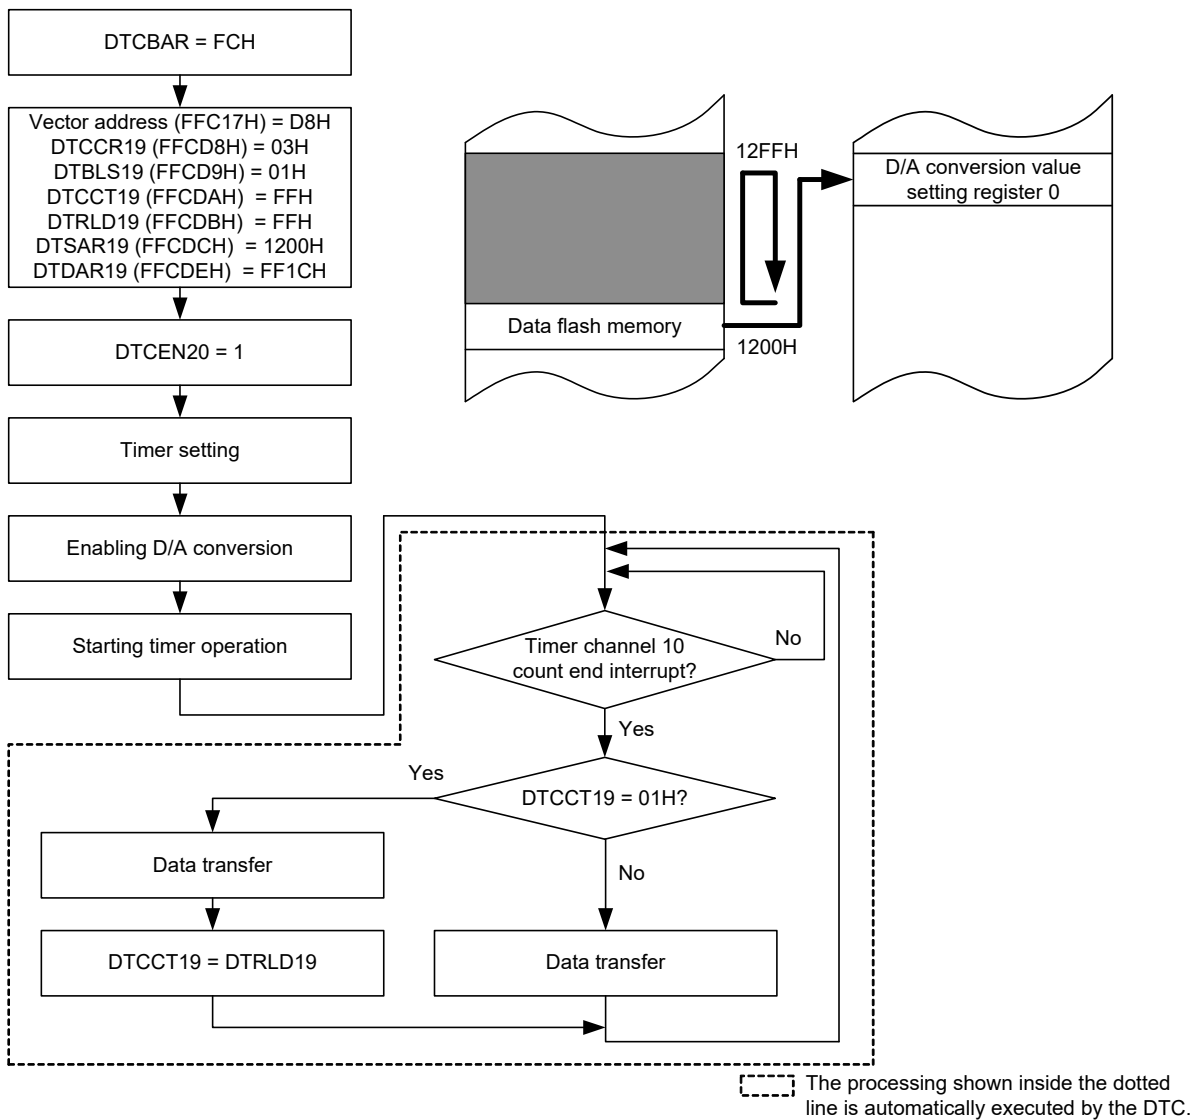 DTCBAR = FCH
Vector address (FFC17H) = D8H
DTCCR19 (FFCD8H) = 03H
DTBLS19 (FFCD9H) = 01H
DTCCT19 (FFCDAH) = FFH
DTRLD19 (FFCDBH) = FFH
DTSAR19 (FFCDCH) = 1200H
DTDAR19 (FFCDEH) = FF1CH
DTCEN20 = 1
Timer setting
Enabling D/A conversion
Starting timer operation
12FFH
Data flash memory
1200H
D/A conversion value
setting register 0
Timer channel 10
count end interrupt?
No
Yes
DTCCT19 = 01H?
Yes
No
Data transfer
DTCCT19 = DTRLD19
Data transfer
The processing shown inside the dotted
line is automatically executed by the DTC.